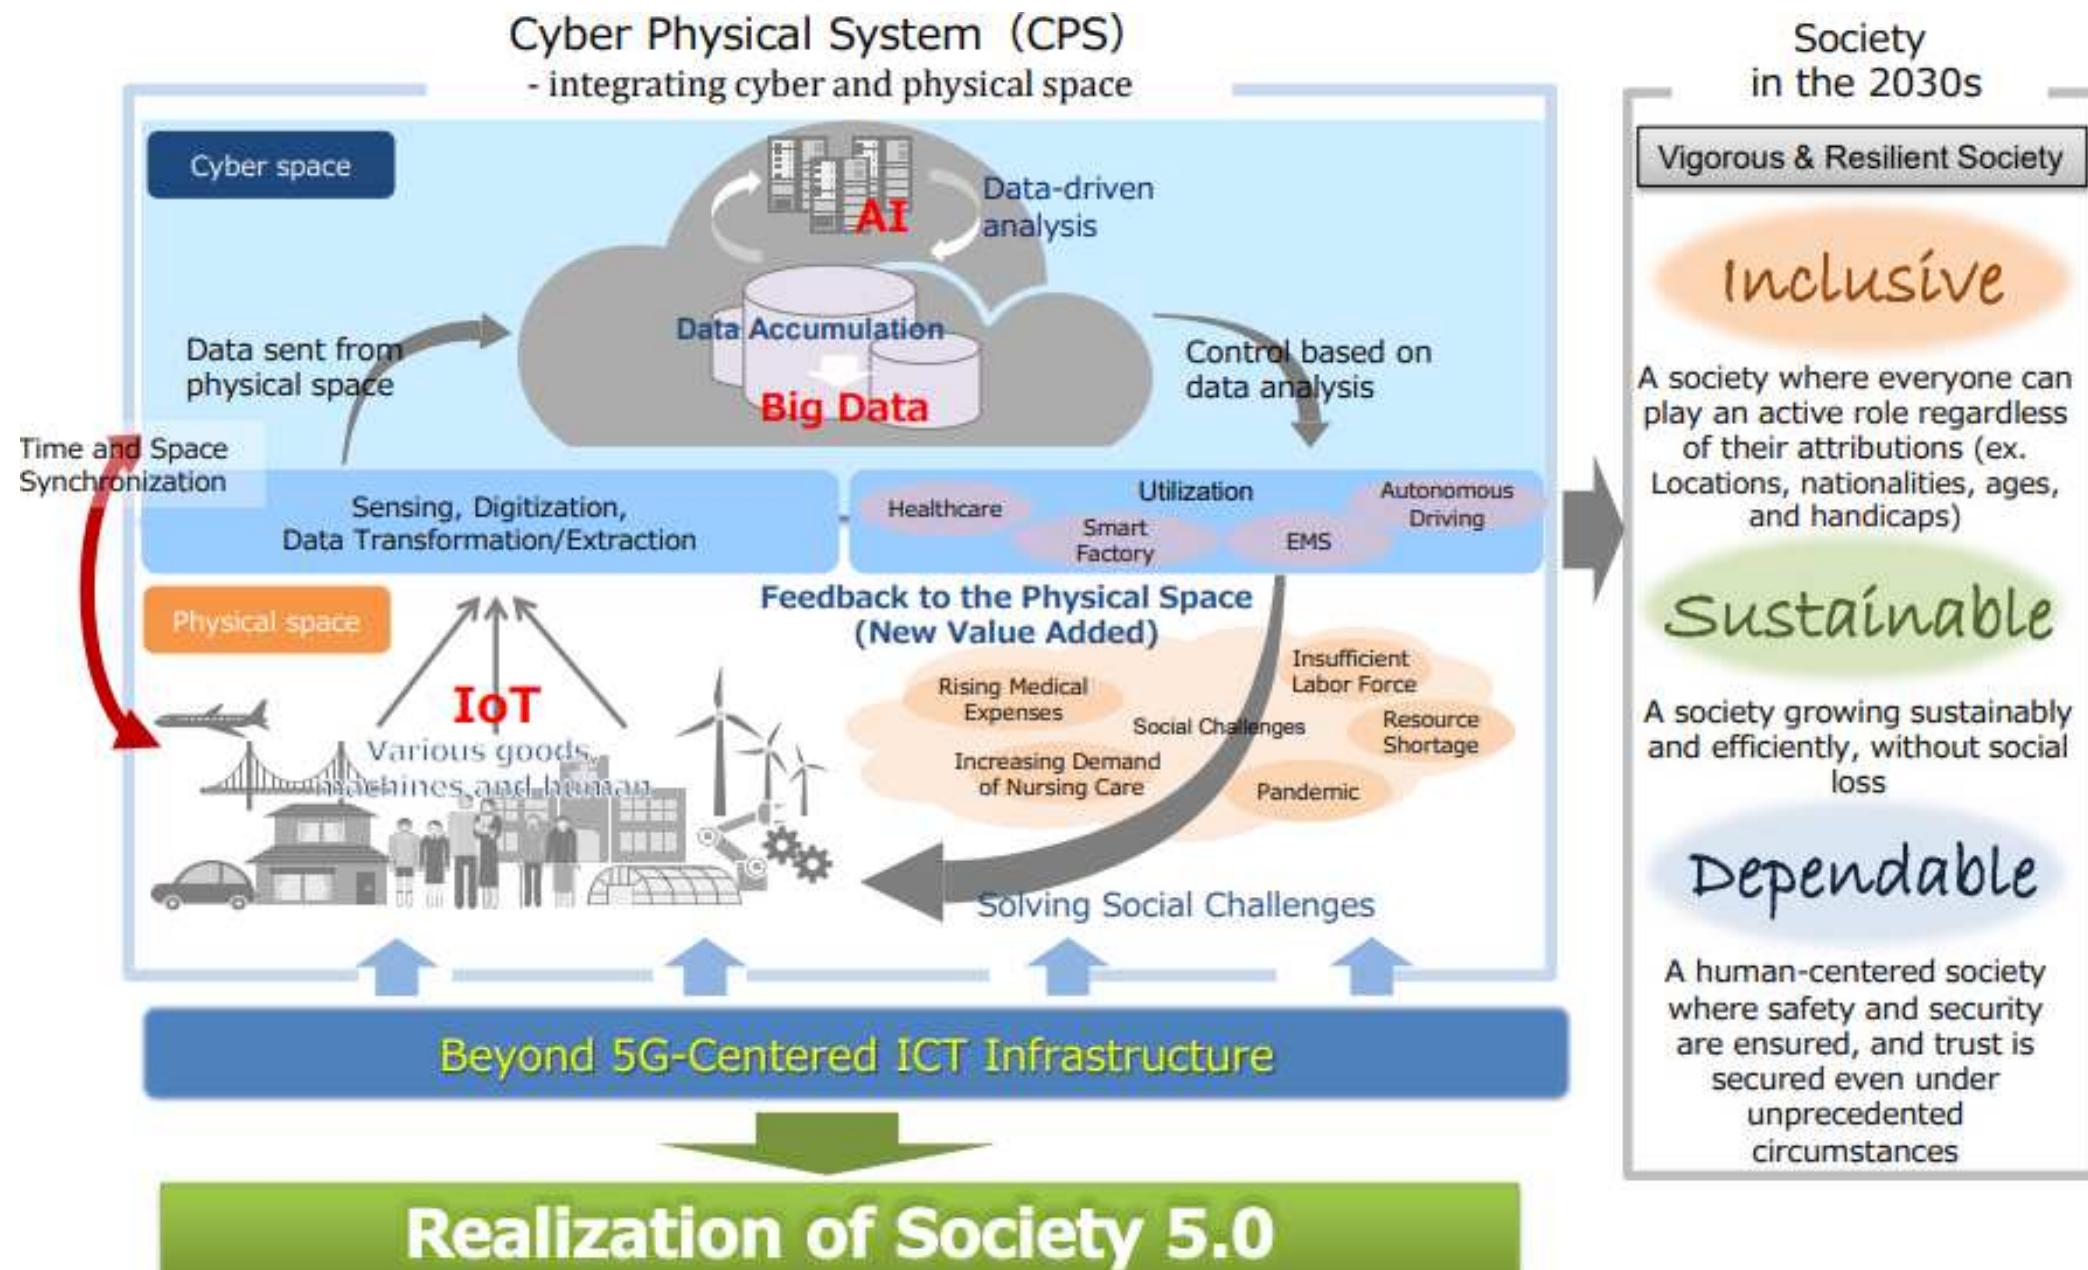 Cyber Physical System (CPS)
- integrating cyber and physical space
Cyber space
AI
Data-driven
analysis
Data Accumulation
Big Data
Data sent from
physical space
Control based on
data analysis
Time and Space
Synchronization
Sensing, Digitization,
Data Transformation/Extraction
Utilization
Healthcare
Smart
Factory
EMS
Autonomous
Driving
Physical space
Feedback to the Physical Space
(New Value Added)
IoT
Various goods,
machines and human
Rising Medical
Expenses
Insufficient
Labor Force
Social Challenges
Resource
Shortage
Increasing Demand
of Nursing Care
Pandemic
Solving Social Challenges
Beyond 5G-Centered ICT Infrastructure
Realization of Society 5.0
Society
in the 2030s
Vigorous & Resilient Society
Inclusive
A society where everyone can
play an active role regardless
of their attributions (ex.
Locations, nationalities, ages,
and handicaps)
Sustainable
A society growing sustainably
and efficiently, without social
loss
Dependable
A human-centered society
where safety and security
are ensured, and trust is
secured even under
unprecedented
circumstances